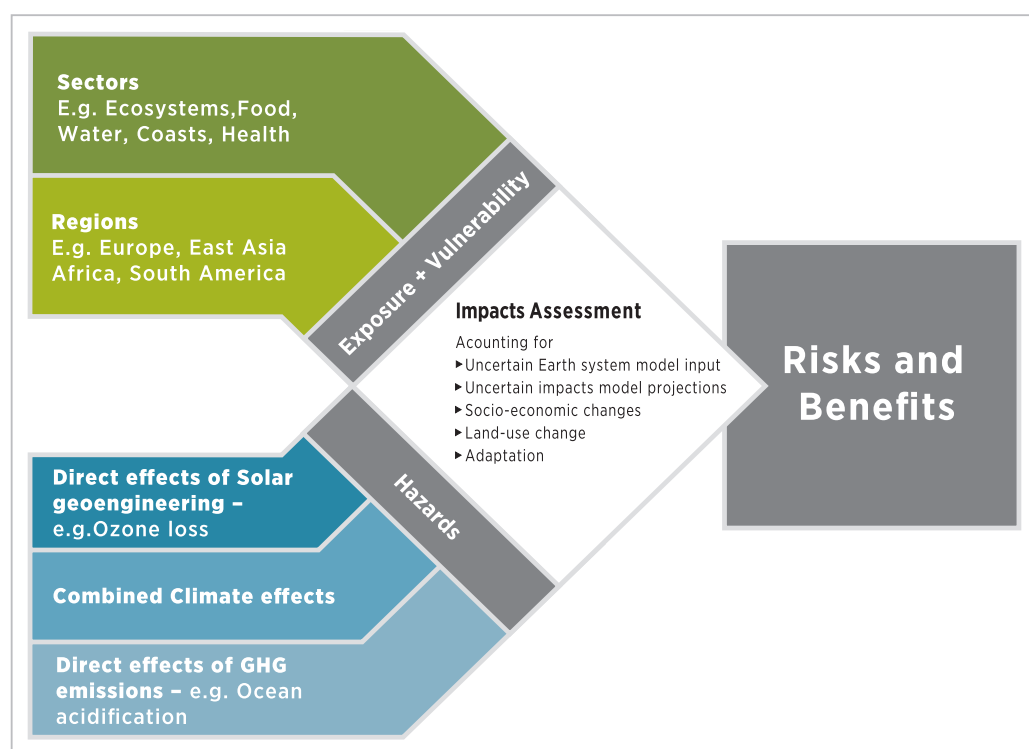 Sectors
E.g. Ecosystems,Food,
Water, Coasts, Health
Regions
E.g. Europe, East Asia
Africa, South America
Exposure + Vulnerability
Impacts Assessment
Acounting for
▸Uncertain Earth system model input
▸Uncertain impacts model projections
▸Socio-economic changes
▸Land-use change
▸Adaptation
Risks and
Benefits
Hazards
Direct effects of Solar
geoengineering –
e.g.Ozone loss
Combined Climate effects
Direct effects of GHG
emissions – e.g. Ocean
acidification